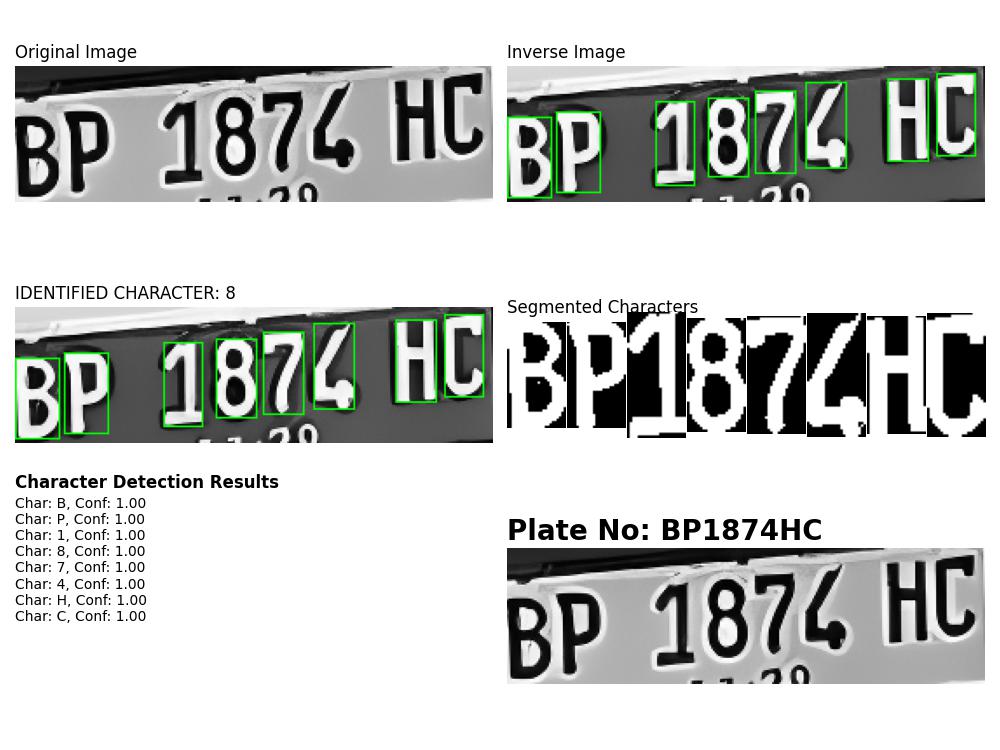 Original Image
BP 1874 HC
Inverse Image
BP 1874 HC
IDENTIFIED CHARACTER: 8
BP 1874 HC
Segmented Characters
BP1874HC
Character Detection Results
Char: B, Conf: 1.00
Char: P, Conf: 1.00
Char: 1, Conf: 1.00
Char: 8, Conf: 1.00
Char: 7, Conf: 1.00
Char: 4, Conf: 1.00
Char: H, Conf: 1.00
Char: C, Conf: 1.00
Plate No: BP1874HC
BP 1874 HC